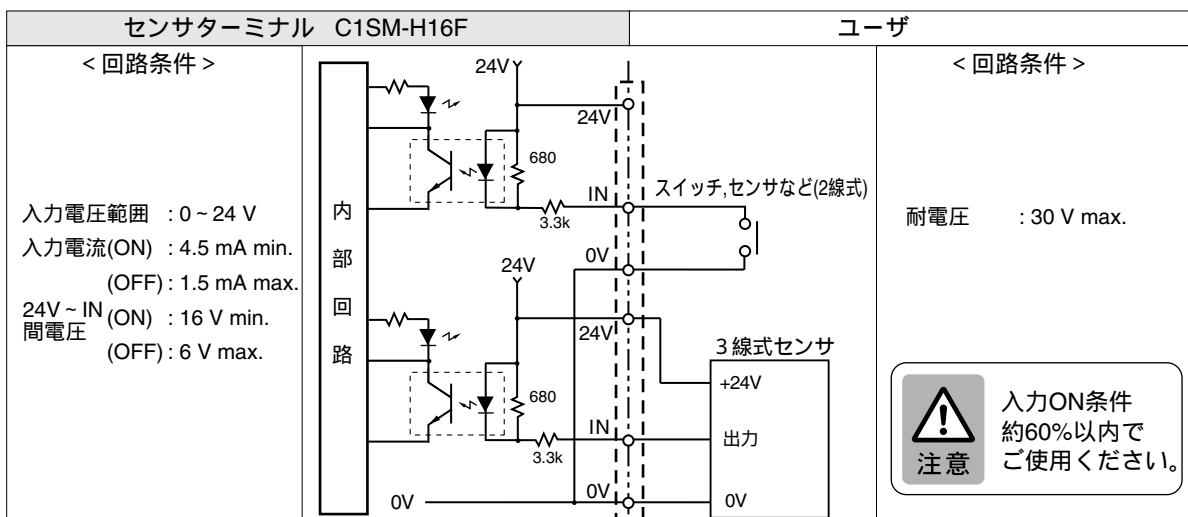 センサターミナル C1SM-H16F
ユーザ
<回路条件>
入力電圧範囲 : 0~24 V
入力電流(ON) : 4.5 mA min.
(OFF) : 1.5 mA max.
24V~IN間電圧 (ON) : 16 V min.
(OFF) : 6 V max.
内部回路
24V
24V
680
IN
3.3k
0V
スイッチ,センサなど(2線式)
24V
24V
680
IN
3.3k
0V
0V
3線式センサ
+24V
出力
0V
<回路条件>
耐電圧 : 30 V max.
注意
入力ON条件
約60%以内で
ご使用ください。